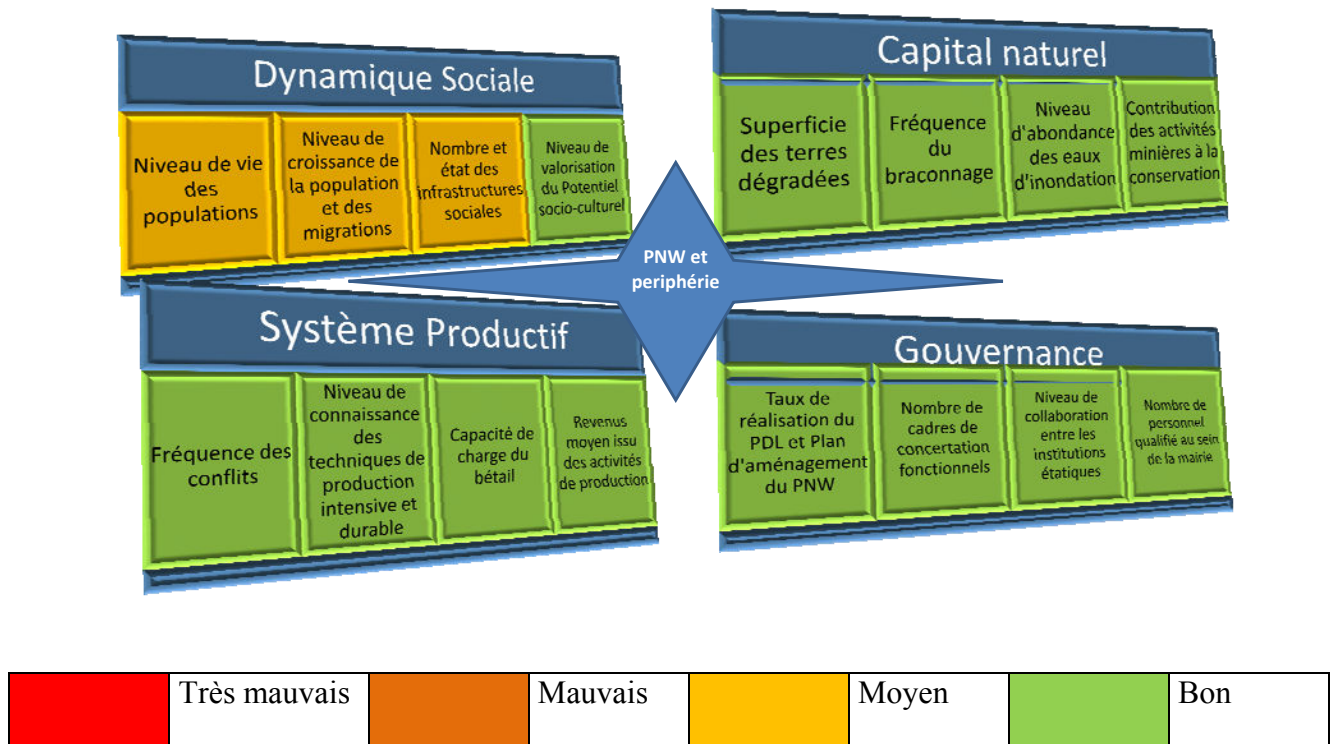 Dynamique Sociale
Niveau de vie
des
populations
Niveau de
croissance de
la population
et des
migrations
Nombre et
état des
infrastructures
sociales
Niveau de
valorisation
du Potentiel
socio-culturel
Capital naturel
Superficie
des terres
dégradées
Fréquence
du
braconnage
Niveau
d'abondance
des eaux
d'inondation
Contribution
des activités
minières à la
conservation
PNW et
periphérie
Système Productif
Fréquence des
conflits
Niveau de
connaissance
des
techniques de
production
intensive et
durable
Capacité de
charge du
bétail
Revenus
moyen issu
des activités
de production
Gouvernance
Taux de
réalisation du
PDL et Plan
d'aménagement
du PNW
Nombre de
cadres de
concertation
fonctionnels
Niveau de
collaboration
entre les
institutions
étatiques
Nombre de
personnel
qualifié au sein
de la mairie
Très mauvais
Mauvais
Moyen
Bon